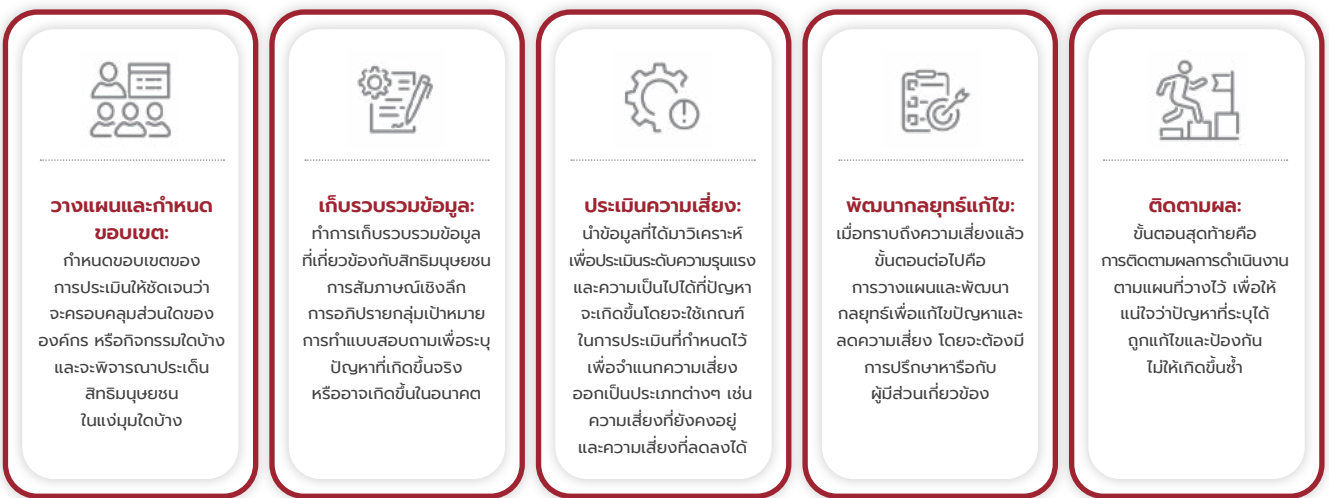 วางแผนและกำหนด
ขอบเขต:
กำหนดขอบเขตของ
การประเมินให้ชัดเจนว่า
จะครอบคลุมส่วนใดของ
องค์กร หรือกิจกรรมใดบ้าง
และจะพิจารณาประเด็น
สิทธิมนุษยชน
ในแง่มุมใดบ้าง
เก็บรวบรวมข้อมูล:
ทำการเก็บรวบรวมข้อมูล
ที่เกี่ยวข้องกับสิทธิมนุษยชน
การสัมภาษณ์เชิงลึก
การอภิปรายกลุ่มเป้าหมาย
การทำแบบสอบถามเพื่อระบุ
ปัญหาที่เกิดขึ้นจริง
หรืออาจเกิดขึ้นในอนาคต
ประเมินความเสี่ยง:
นำข้อมูลที่ได้มาวิเคราะห์
เพื่อประเมินระดับความรุนแรง
และความเป็นไปได้ที่ปัญหา
จะเกิดขึ้นโดยจะใช้เกณฑ์
ในการประเมินที่กำหนดไว้
เพื่อจำแนกความเสี่ยง
ออกเป็นประเภทต่างๆ เช่น
ความเสี่ยงที่ยังคงอยู่
และความเสี่ยงที่ลดลงได้
พัฒนากลยุทธ์แก้ไข:
เมื่อทราบถึงความเสี่ยงแล้ว
ขั้นตอนต่อไปคือ
การวางแผนและพัฒนา
กลยุทธ์เพื่อแก้ไขปัญหาและ
ลดความเสี่ยง โดยจะต้องมี
การปรึกษาหารือกับ
ผู้มีส่วนเกี่ยวข้อง
ติดตามผล:
ขั้นตอนสุดท้ายคือ
การติดตามผลการดำเนินงาน
ตามแผนที่วางไว้ เพื่อให้
แน่ใจว่าปัญหาที่ระบุได้
ถูกแก้ไขและป้องกัน
ไม่ให้เกิดขึ้นซ้ำ